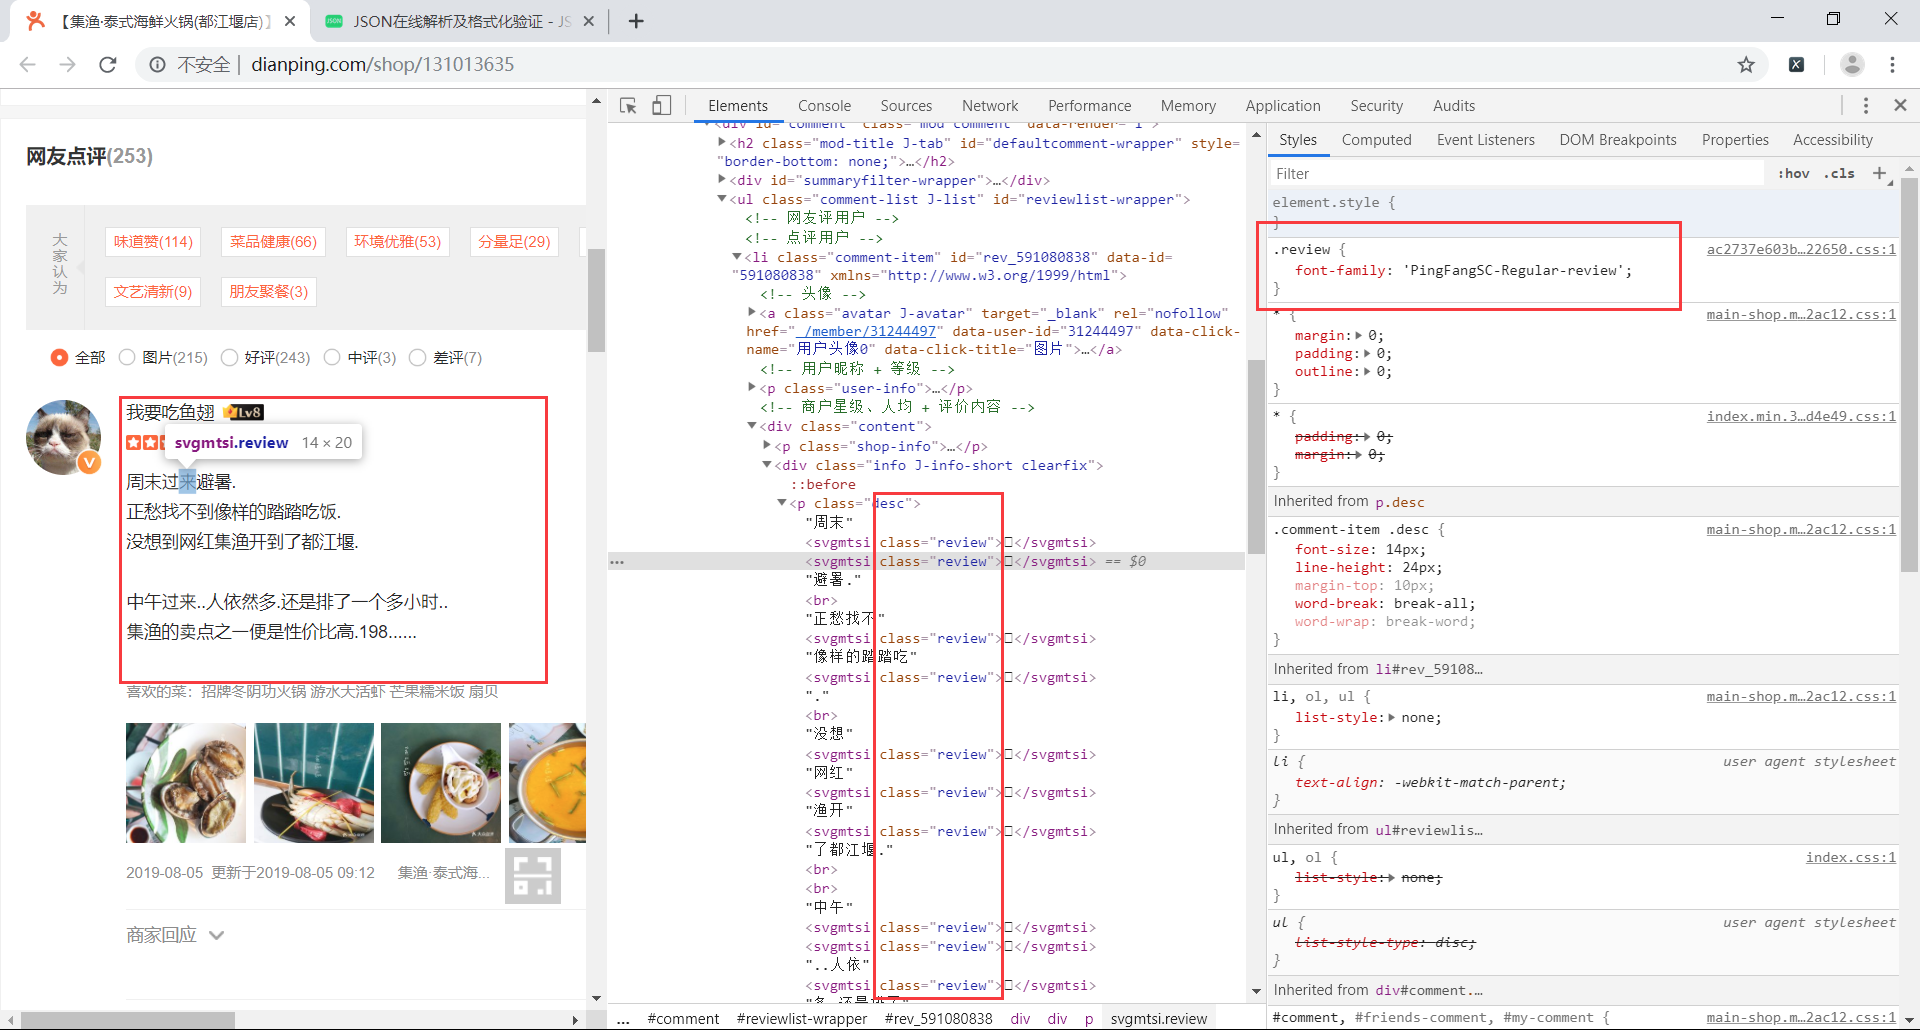 【集渔·泰式海鲜火锅(都江堰店)】
JSON在线解析及格式化验证 - JS
不安全 | dianping.com/shop/131013635
网友点评(253)
大家认为
味道赞(114)
菜品健康(66)
环境优雅(53)
分量足(29)
文艺清新(9)
朋友聚餐(3)
全部 图片(215) 好评(243) 中评(3) 差评(7)
我要吃鱼翅 Lv8
svgmtsi.review 14 × 20
周末过来避暑.
正愁找不到像样的踏踏吃饭.
没想到网红集渔开到了都江堰.
中午过来..人依然多.还是排了一个多小时..
集渔的卖点之一便是性价比高.198......
喜欢的菜: 招牌冬阴功火锅 游水大活虾 芒果糯米饭 扇贝
2019-08-05 更新于2019-08-05 09:12 集渔·泰式海...
商家回应
Elements Console Sources Network Performance Memory Application Security Audits
<div id="comment" class="mod comment" data-render="1">
<h2 class="mod-title J-tab" id="defaultcomment-wrapper" style=
"border-bottom: none;">…</h2>
<div id="summaryfilter-wrapper">…</div>
<ul class="comment-list J-list" id="reviewlist-wrapper">
<!-- 网友评用户 -->
<!-- 点评用户 -->
<li class="comment-item" id="rev_591080838" data-id=
"591080838" xmlns="http://www.w3.org/1999/html">
<!-- 头像 -->
<a class="avatar J-avatar" target="_blank" rel="nofollow"
href="_/member/31244497" data-user-id="31244497" data-click-
name="用户头像0" data-click-title="图片">…</a>
<!-- 用户昵称 + 等级 -->
<p class="user-info">…</p>
<!-- 商户星级、人均 + 评价内容 -->
<div class="content">
<p class="shop-info">…</p>
<div class="info J-info-short clearfix">
::before
<p class="desc">
"周末"
<svgmtsi class="review">□</svgmtsi>
... <svgmtsi class="review">□</svgmtsi> == $0
"避暑."
<br>
"正愁找不"
<svgmtsi class="review">□</svgmtsi>
"像样的踏踏吃"
<svgmtsi class="review">□</svgmtsi>
"."
<br>
"没想"
<svgmtsi class="review">□</svgmtsi>
"网红"
<svgmtsi class="review">□</svgmtsi>
"渔开"
<svgmtsi class="review">□</svgmtsi>
"了都江堰."
<br>
<br>
"中午"
<svgmtsi class="review">□</svgmtsi>
<svgmtsi class="review">□</svgmtsi>
"..人依"
<svgmtsi class="review">□</svgmtsi>
... #comment #reviewlist-wrapper #rev_591080838 div div p svgmtsi.review
Styles Computed Event Listeners DOM Breakpoints Properties Accessibility
Filter :hov .cls +
element.style {
}
.review { ac2737e603b…22650.css:1
font-family: 'PingFangSC-Regular-review';
}
* { main-shop.m…2ac12.css:1
margin: 0;
padding: 0;
outline: 0;
}
* { index.min.3…d4e49.css:1
padding: 0;
margin: 0;
}
Inherited from p.desc
.comment-item .desc { main-shop.m…2ac12.css:1
font-size: 14px;
line-height: 24px;
margin-top: 10px;
word-break: break-all;
word-wrap: break-word;
}
Inherited from li#rev_59108…
li, ol, ul { main-shop.m…2ac12.css:1
list-style: none;
}
li { user agent stylesheet
text-align: -webkit-match-parent;
}
Inherited from ul#reviewlis…
ul, ol { index.css:1
list-style: none;
}
ul { user agent stylesheet
list-style-type: disc;
}
Inherited from div#comment.…
#comment, #friends-comment, #my-comment { main-shop.m…2ac12.css:1